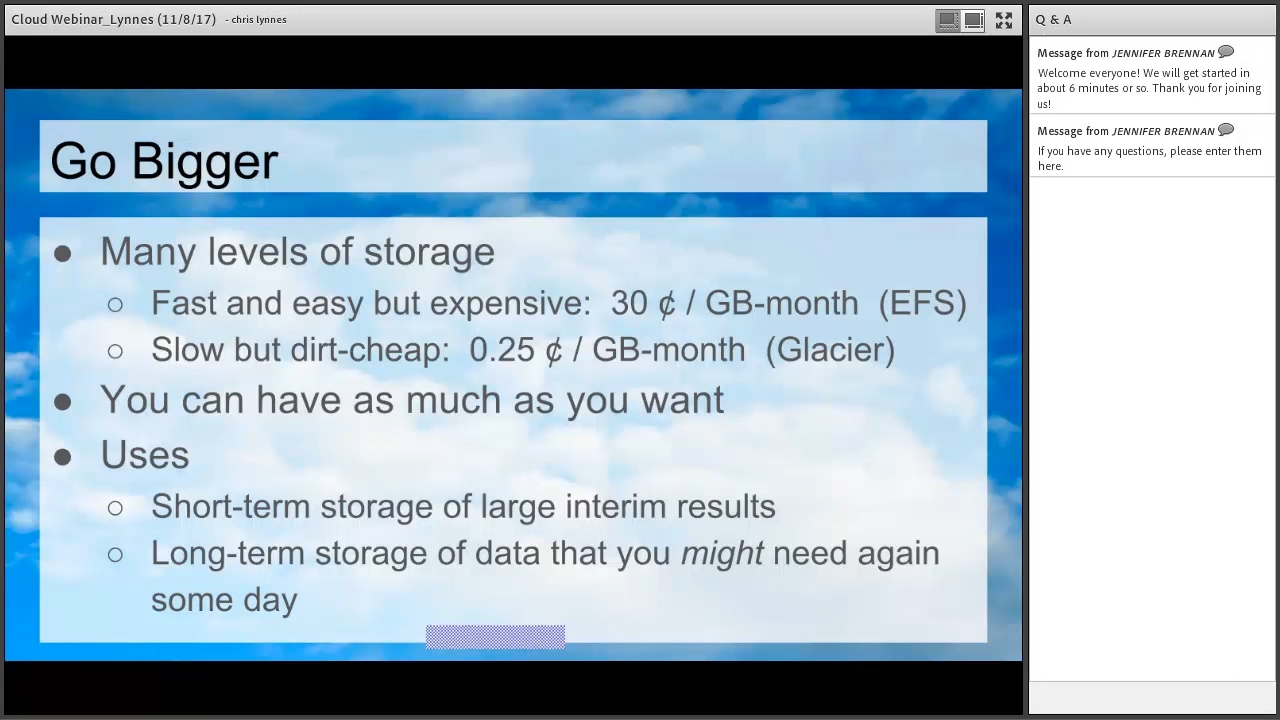 Cloud Webinar_Lynnes (11/8/17) - chris lynnes
Go Bigger
● Many levels of storage
○ Fast and easy but expensive: 30 ¢ / GB-month (EFS)
○ Slow but dirt-cheap: 0.25 ¢ / GB-month (Glacier)
● You can have as much as you want
● Uses
○ Short-term storage of large interim results
○ Long-term storage of data that you might need again
some day
Q & A
Message from JENNIFER BRENNAN
Welcome everyone! We will get started in
about 6 minutes or so. Thank you for joining
us!
Message from JENNIFER BRENNAN
If you have any questions, please enter them
here.